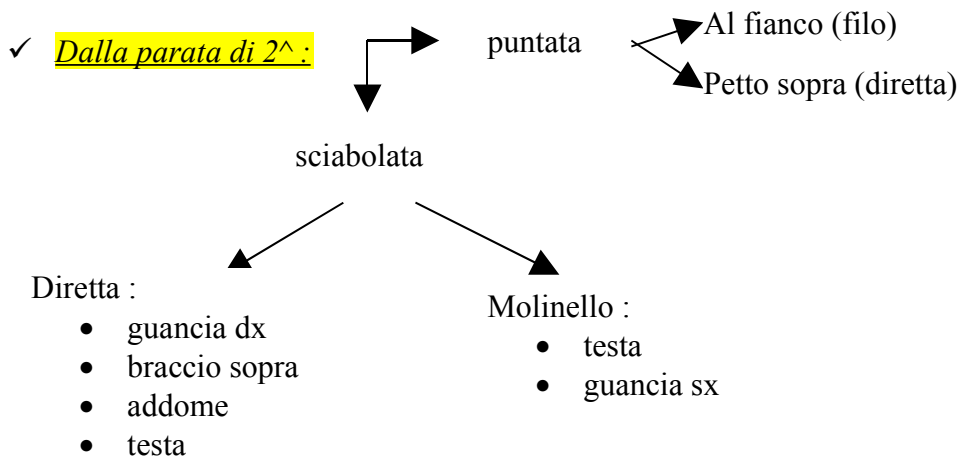 ✓ Dalla parata di 2^ :
puntata
Al fianco (filo)
Petto sopra (diretta)
sciabolata
Diretta :
• guancia dx
• braccio sopra
• addome
• testa
Molinello :
• testa
• guancia sx